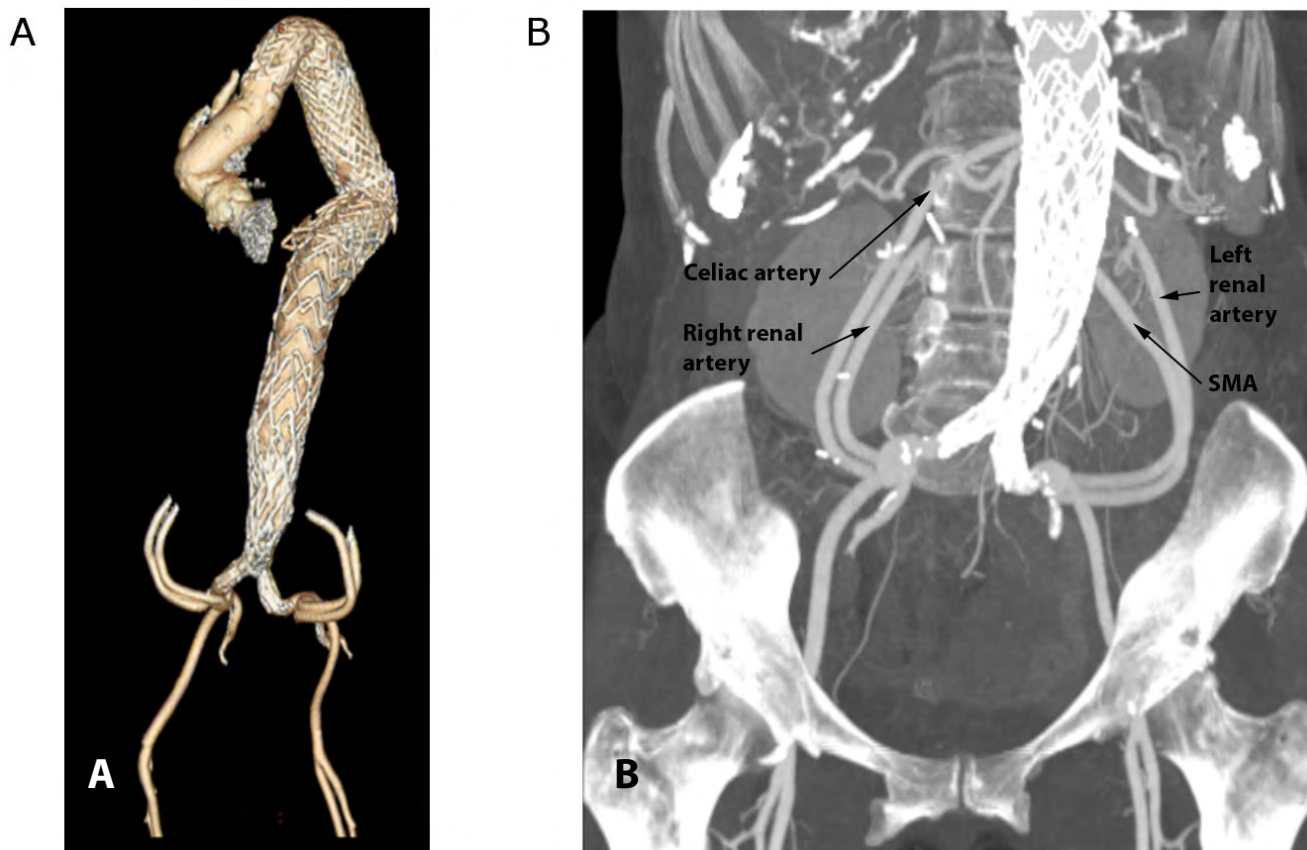 A
B
Celiac artery
Right renal
artery
Left
renal
artery
SMA
A
B